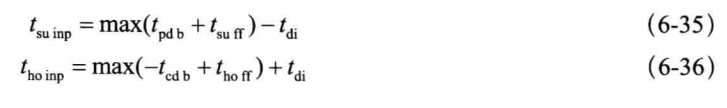 t_su inp = max(t_pd b + t_su ff) − t_di (6-35)
t_ho inp = max(−t_cd b + t_ho ff) + t_di (6-36)